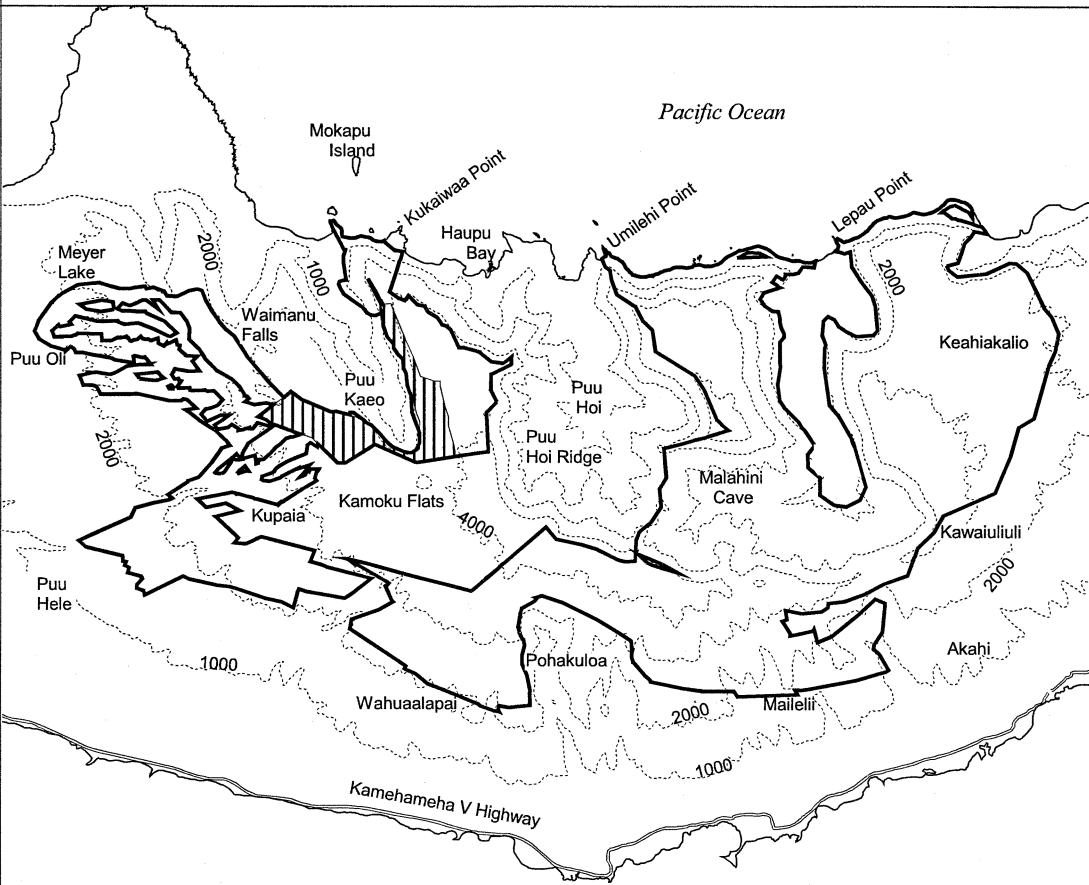 Pacific Ocean
Mokapu
Island
Kukaiwaa Point
Umilehi Point
Lepau Point
Haupu
Bay
Meyer
Lake
2000
1000
2000
Waimanu
Falls
Puu Oli
Keahiakalio
Puu
Kaeo
Puu
Hoi
Puu
Hoi Ridge
2000
Malahini
Cave
Kamoku Flats
Kupaia
4000
Kawaiuliuli
2000
Puu
Hele
1000
Pohakuloa
Akahi
Wahuaalapai
2000
Mailelii
1000
Kamehameha V Highway